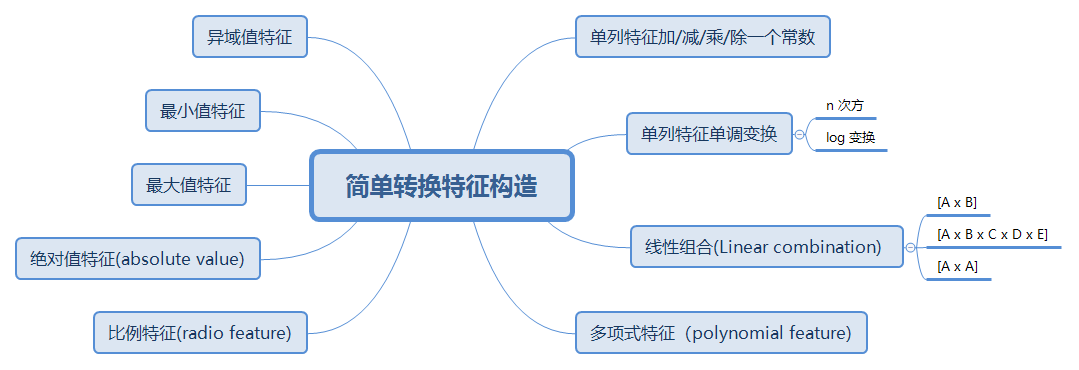 简单转换特征构造
单列特征加/减/乘/除一个常数
单列特征单调变换
n 次方
log 变换
线性组合(Linear combination)
[A x B]
[A x B x C x D x E]
[A x A]
多项式特征（polynomial feature)
异域值特征
最小值特征
最大值特征
绝对值特征(absolute value)
比例特征(radio feature)